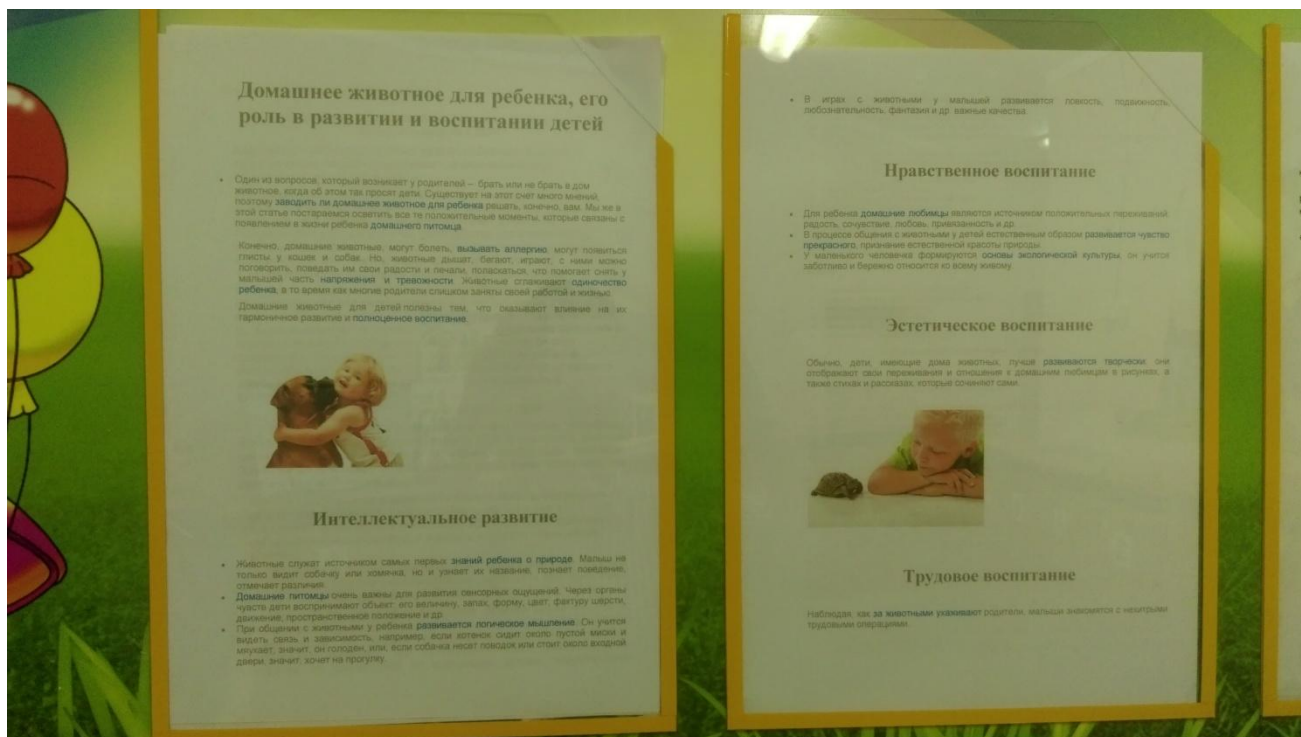 Домашнее животное для ребенка, его
роль в развитии и воспитании детей
• Один из вопросов, который возникает у родителей – брать или не брать в дом
животное, когда об этом так просят дети. Существует на этот счет много мнений,
поэтому заводить ли домашнее животное для ребенка решать, конечно, вам. Мы же в
этой статье постараемся осветить все те положительные моменты, которые связаны с
появлением в жизни ребенка домашнего питомца.
Конечно, домашние животные, могут болеть, вызывать аллергию, могут появиться
глисты у кошек и собак. Но, животные дышат, бегают, играют, с ними можно
поговорить, поведать им свои радости и печали, поласкаться, что помогает снять у
малышей часть напряжения и тревожности. Животные сглаживают одиночество
ребенка, в то время как многие родители слишком заняты своей работой и жизнью.
Домашние животные для детей полезны тем, что оказывают влияние на их
гармоничное развитие и полноценное воспитание.
Интеллектуальное развитие
• Животные служат источником самых первых знаний ребенка о природе. Малыш не
только видит собачку или хомячка, но и узнает их название, познает поведение,
отмечает различия.
• Домашние питомцы очень важны для развития сенсорных ощущений. Через органы
чувств дети воспринимают объект: его величину, запах, форму, цвет, фактуру шерсти,
движение, пространственное положение и др.
• При общении с животными у ребенка развивается логическое мышление. Он учится
видеть связь и зависимость, например, если котенок сидит около пустой миски и
мяукает, значит, он голоден, или, если собачка несет поводок или стоит около входной
двери, значит, хочет на прогулку.
• В играх с животными у малышей развивается ловкость, подвижность,
любознательность, фантазия и др. важные качества.
Нравственное воспитание
• Для ребенка домашние любимцы являются источником положительных переживаний:
радость, сочувствие, любовь, привязанность и др.
• В процессе общения с животными у детей естественным образом развивается чувство
прекрасного, признание естественной красоты природы.
• У маленького человечка формируются основы экологической культуры, он учится
заботливо и бережно относится ко всему живому.
Эстетическое воспитание
Обычно, дети, имеющие дома животных, лучше развиваются творчески, они
отображают свои переживания и отношения к домашним любимцам в рисунках, а
также стихах и рассказах, которые сочиняют сами.
Трудовое воспитание
Наблюдая, как за животными ухаживают родители, малыши знакомятся с нехитрыми
трудовыми операциями.